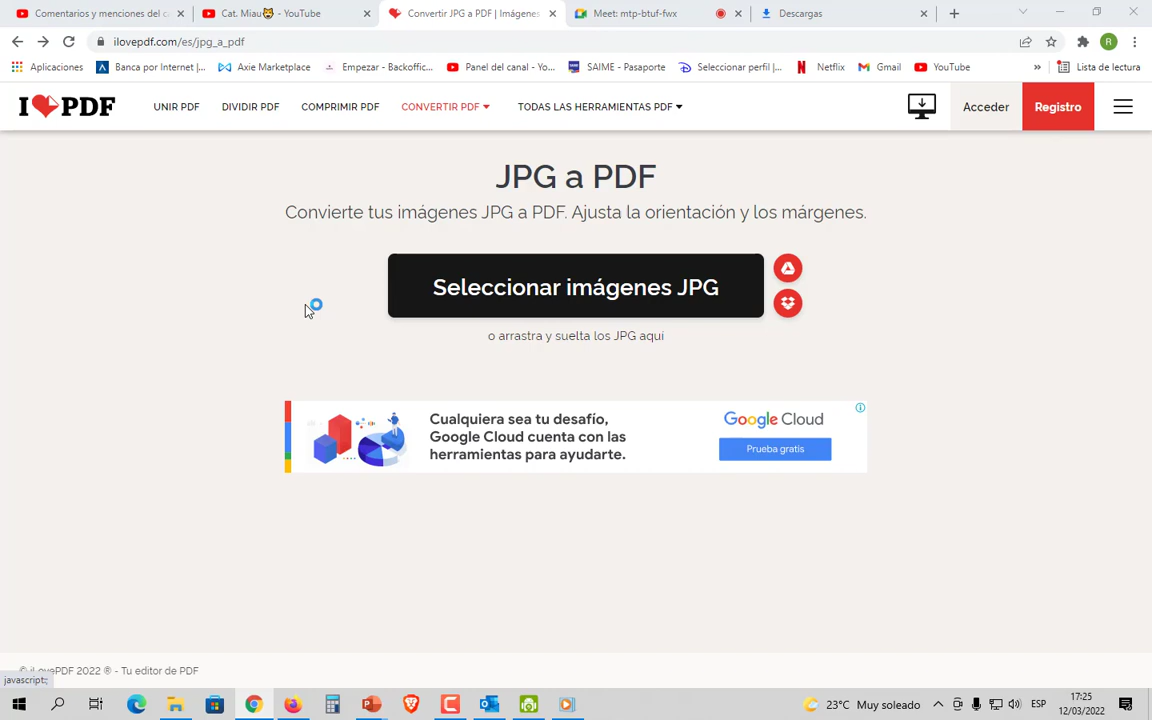 Comentarios y menciones del c
Cat. Miau🐱 - YouTube
Convertir JPG a PDF | Imágenes
Meet: mtp-btuf-fwx
Descargas
ilovepdf.com/es/jpg_a_pdf
R
Aplicaciones
Banca por Internet |...
Axie Marketplace
Empezar - Backoffic...
Panel del canal - Yo...
SAIME - Pasaporte
Seleccionar perfil |...
Netflix
Gmail
YouTube
»
Lista de lectura
I PDF
UNIR PDF
DIVIDIR PDF
COMPRIMIR PDF
CONVERTIR PDF
TODAS LAS HERRAMIENTAS PDF
Acceder
Registro
JPG a PDF
Convierte tus imágenes JPG a PDF. Ajusta la orientación y los márgenes.
Seleccionar imágenes JPG
o arrastra y suelta los JPG aquí
Cualquiera sea tu desafío,
Google Cloud cuenta con las
herramientas para ayudarte.
Google Cloud
Prueba gratis
© iLovePDF 2022 ® - Tu editor de PDF
javascript:;
23°C Muy soleado
ESP
17:25
12/03/2022